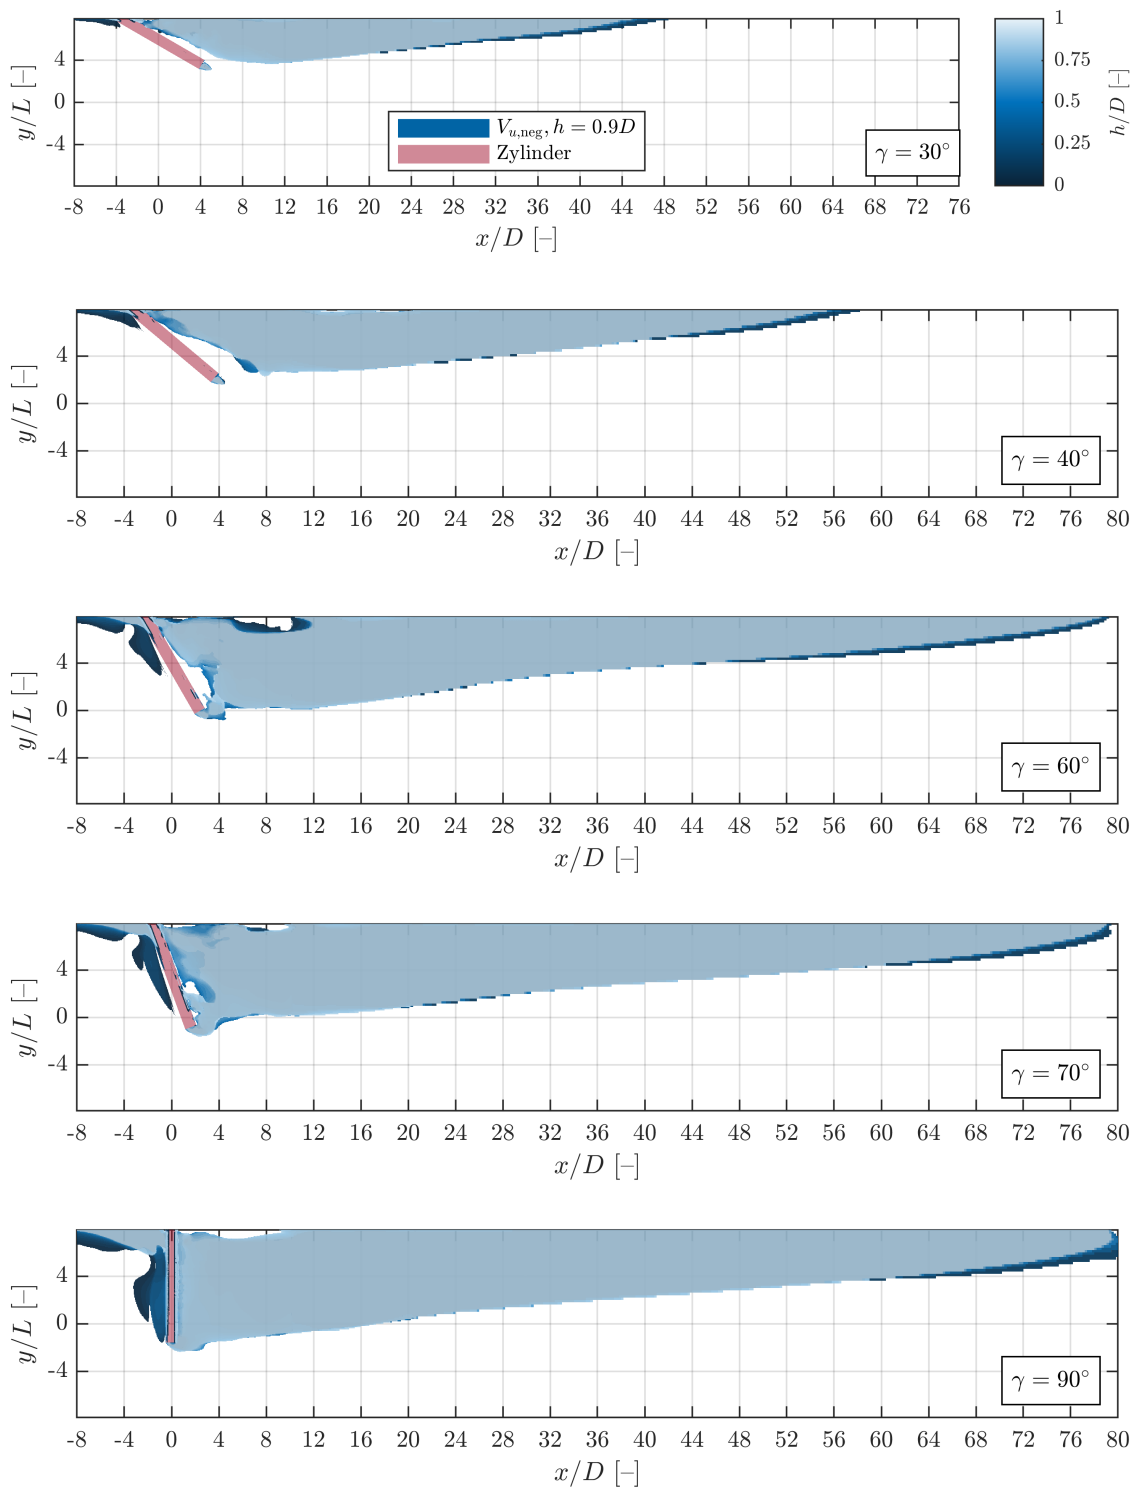 y/L [–]
4
0
-4
V_{u,neg}, h = 0.9D
Zylinder
γ = 30°
-8 -4 0 4 8 12 16 20 24 28 32 36 40 44 48 52 56 60 64 68 72 76
x/D [–]
1
0.75
0.5
0.25
0
h/D [–]
y/L [–]
4
0
-4
γ = 40°
-8 -4 0 4 8 12 16 20 24 28 32 36 40 44 48 52 56 60 64 68 72 76 80
x/D [–]
y/L [–]
4
0
-4
γ = 60°
-8 -4 0 4 8 12 16 20 24 28 32 36 40 44 48 52 56 60 64 68 72 76 80
x/D [–]
y/L [–]
4
0
-4
γ = 70°
-8 -4 0 4 8 12 16 20 24 28 32 36 40 44 48 52 56 60 64 68 72 76 80
x/D [–]
y/L [–]
4
0
-4
γ = 90°
-8 -4 0 4 8 12 16 20 24 28 32 36 40 44 48 52 56 60 64 68 72 76 80
x/D [–]